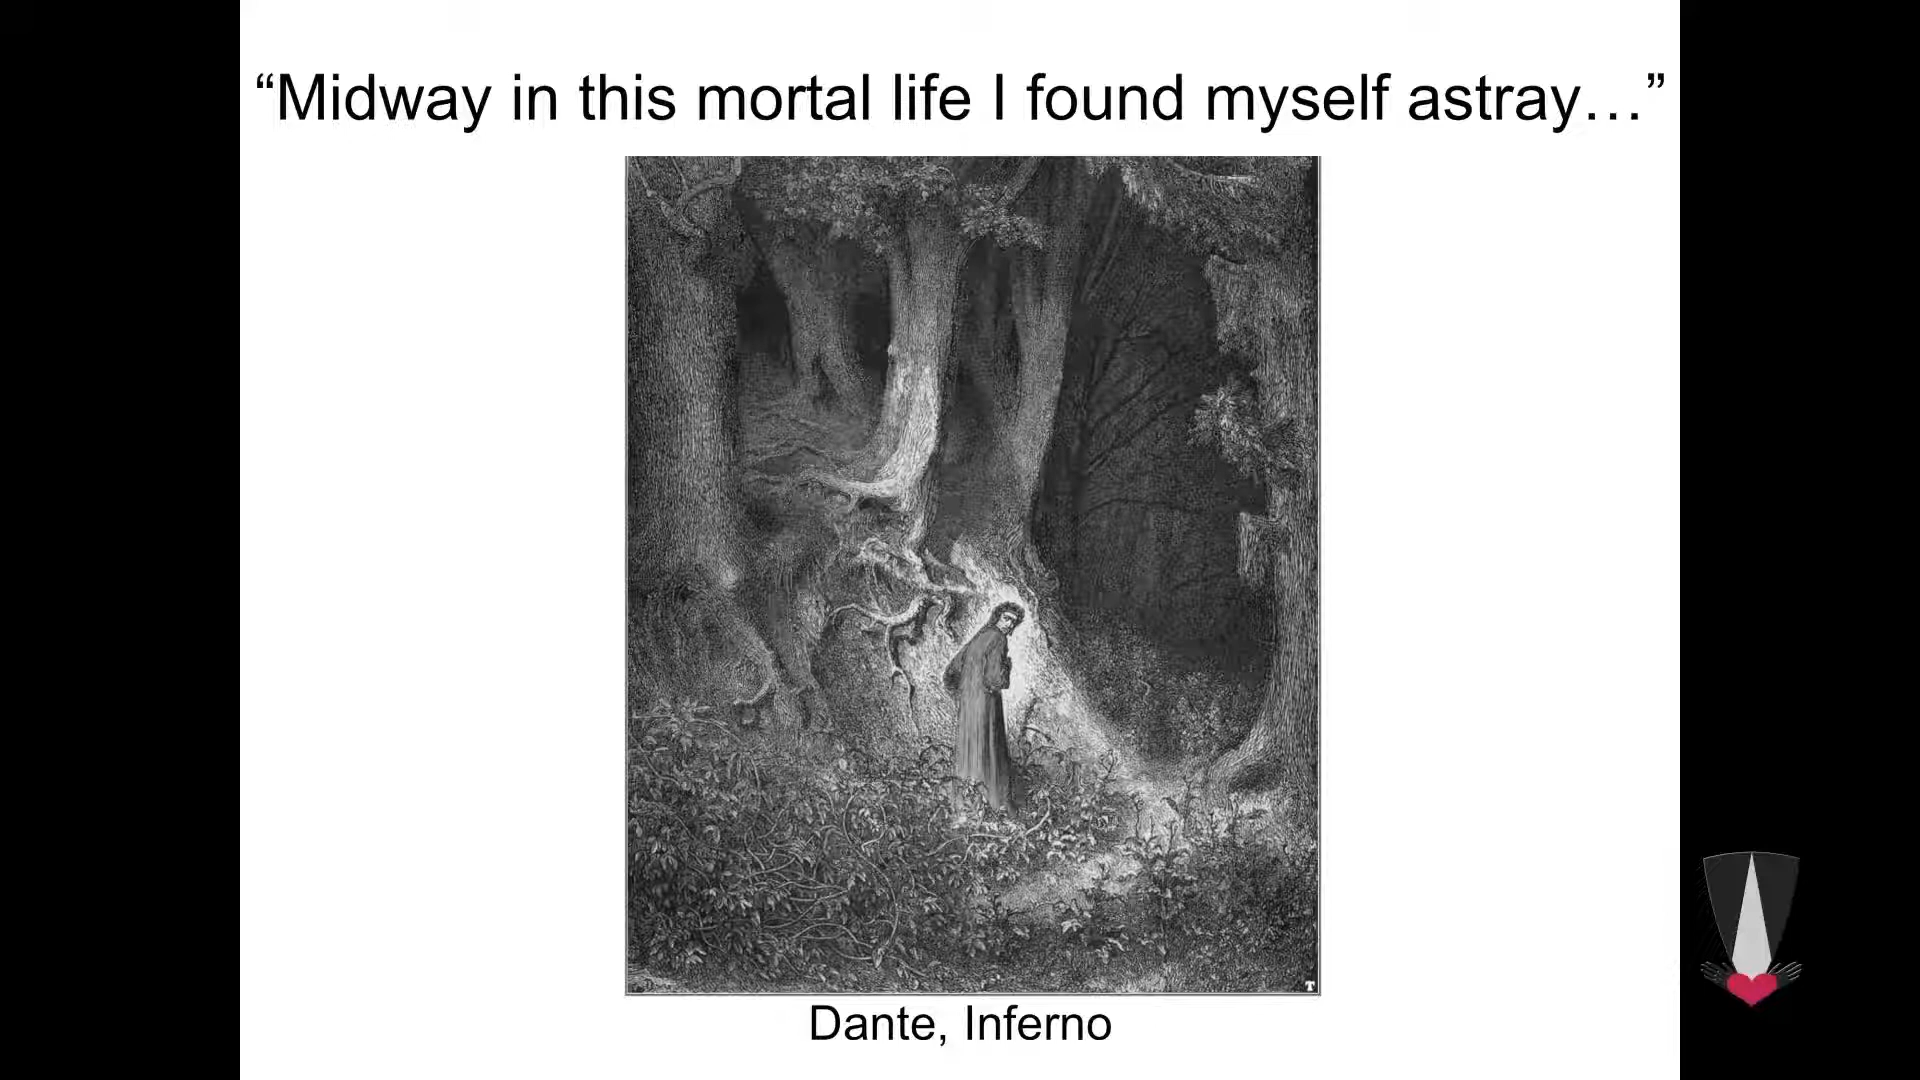 “Midway in this mortal life I found myself astray…”
T
Dante, Inferno